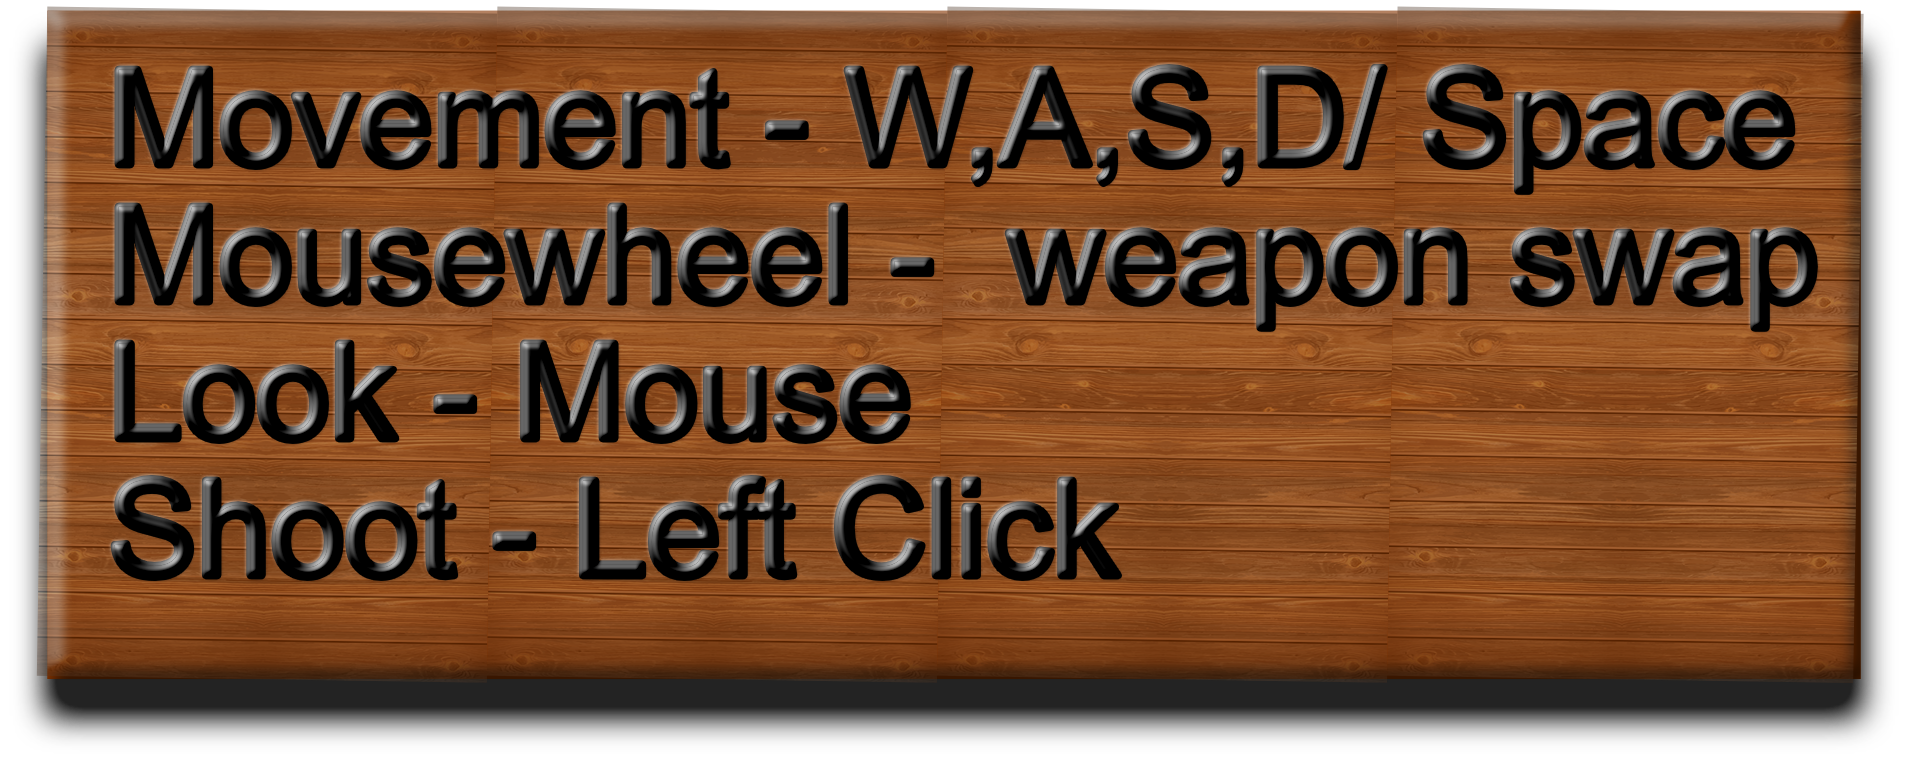 Movement - W,A,S,D/ Space
Mousewheel -  weapon swap
Look - Mouse
Shoot - Left Click